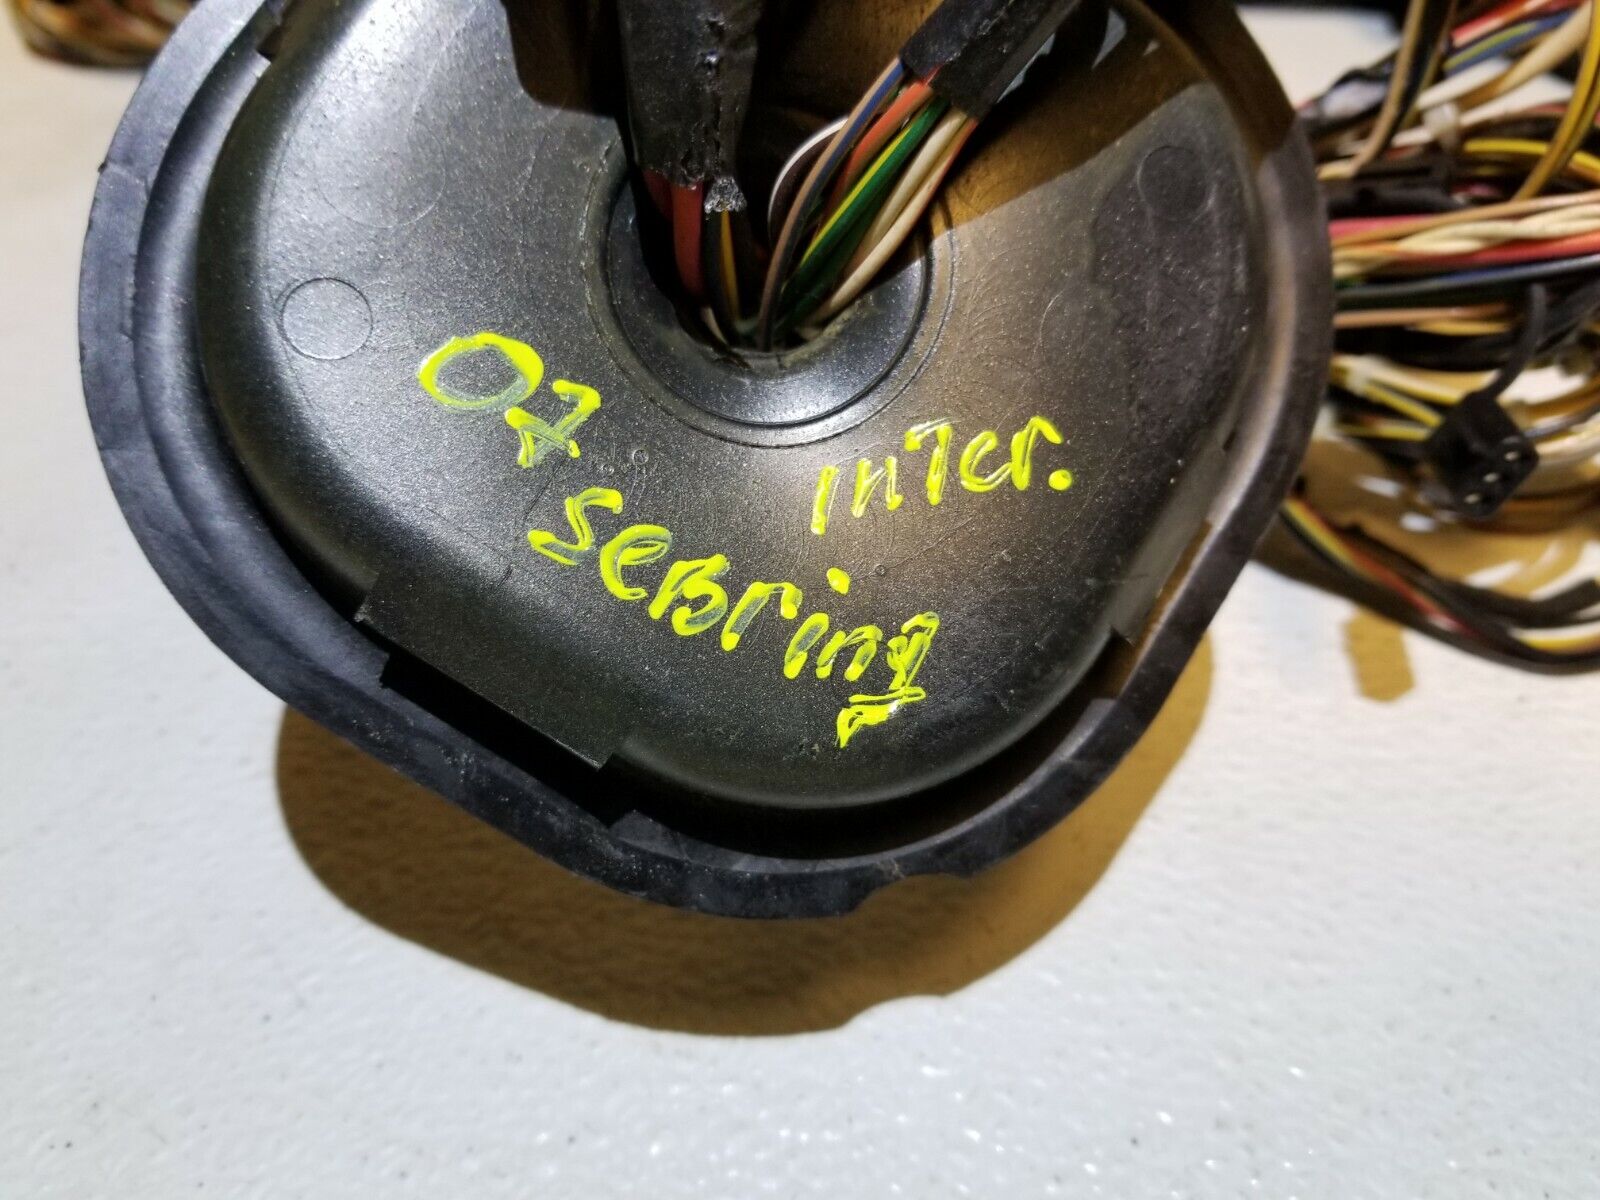 07
SeBring
inTer.